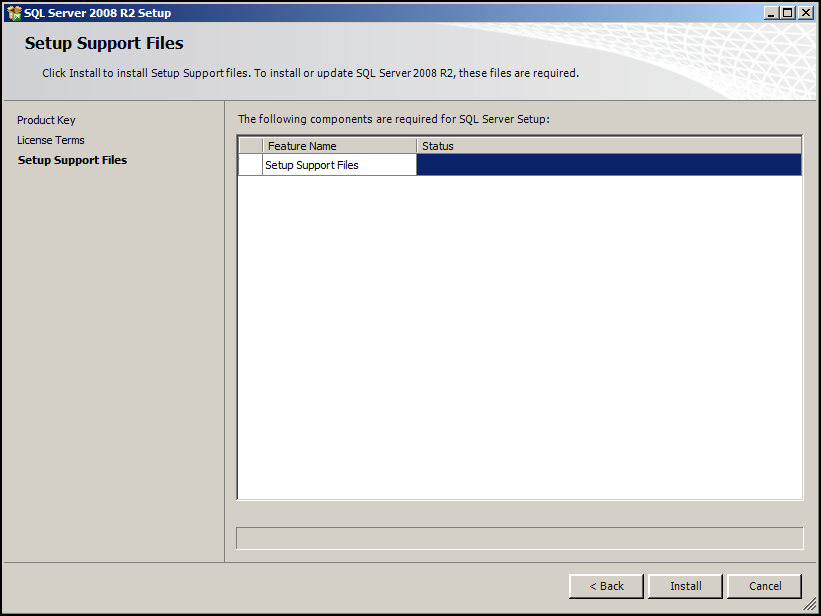 SQL Server 2008 R2 Setup
Setup Support Files
Click Install to install Setup Support files. To install or update SQL Server 2008 R2, these files are required.
Product Key
License Terms
Setup Support Files
The following components are required for SQL Server Setup:
Feature Name Status
Setup Support Files
< Back Install Cancel